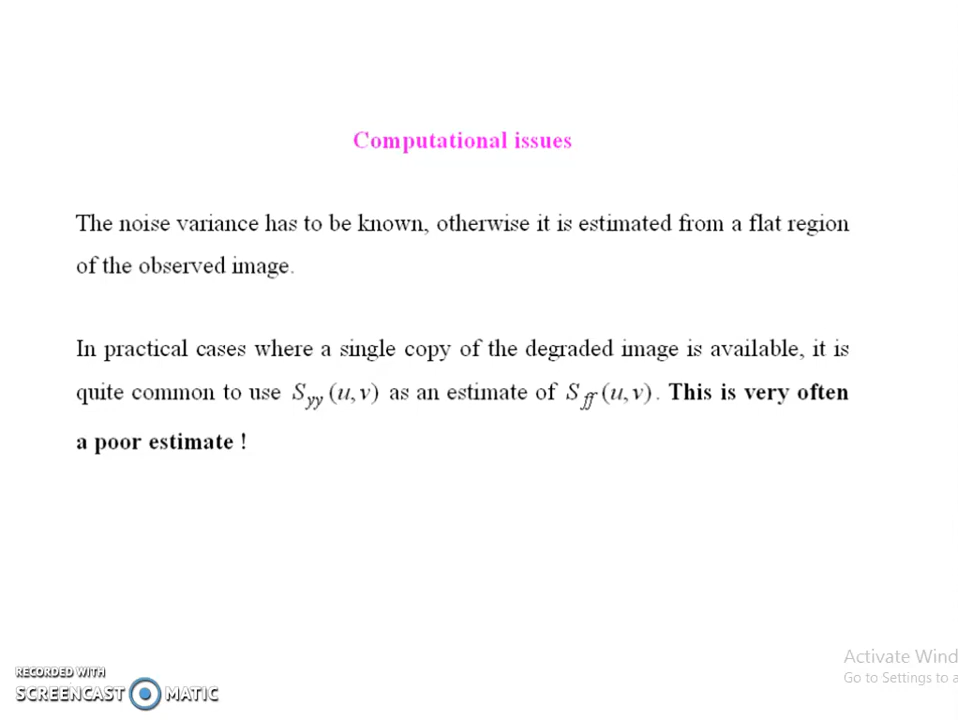 Computational issues
The noise variance has to be known, otherwise it is estimated from a flat region
of the observed image.
In practical cases where a single copy of the degraded image is available, it is
quite common to use S_yy (u, v) as an estimate of S_ff (u, v). This is very often
a poor estimate !
Activate Wind
Go to Settings to a
RECORDED WITH
SCREENCAST MATIC